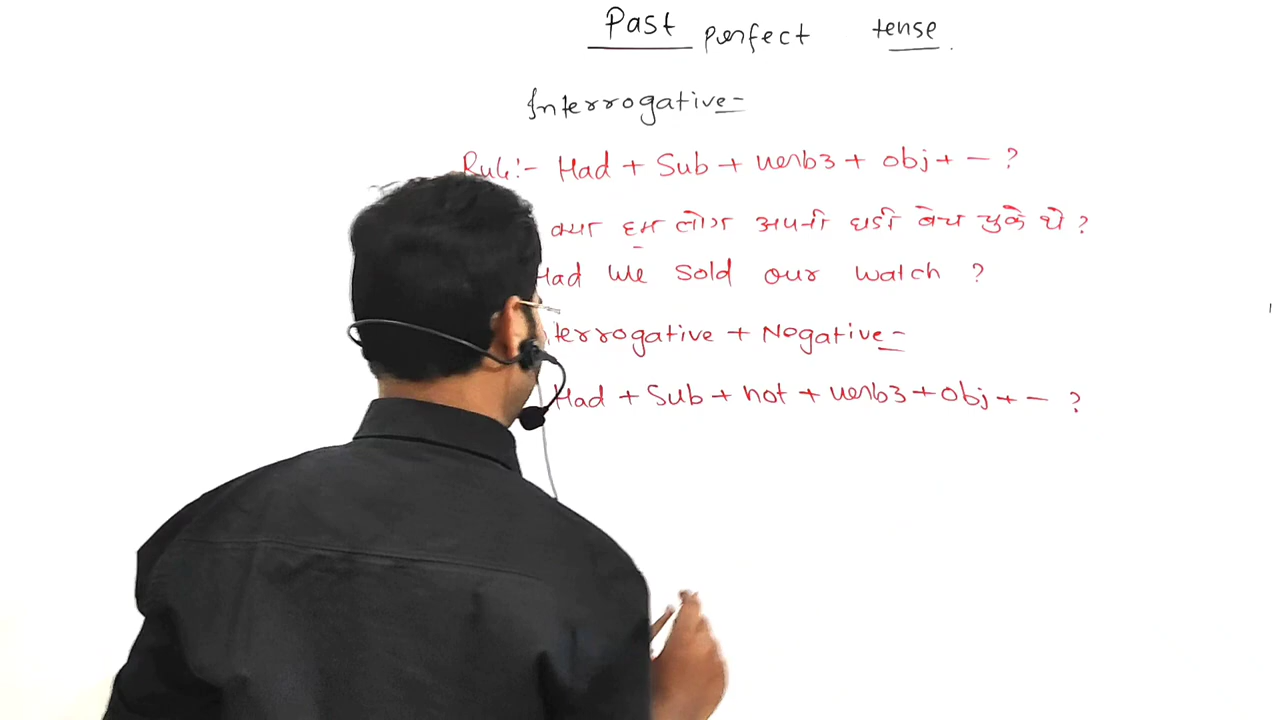 Past perfect tense
Interrogative-
Rule:- Had + Sub + verb3 + obj + - ?
क्या हम लोग अपनी घडी बेच चुके थे ?
Had We Sold our watch ?
terrogative + Negative-
Had + Sub + not + verb3 + obj + - ?